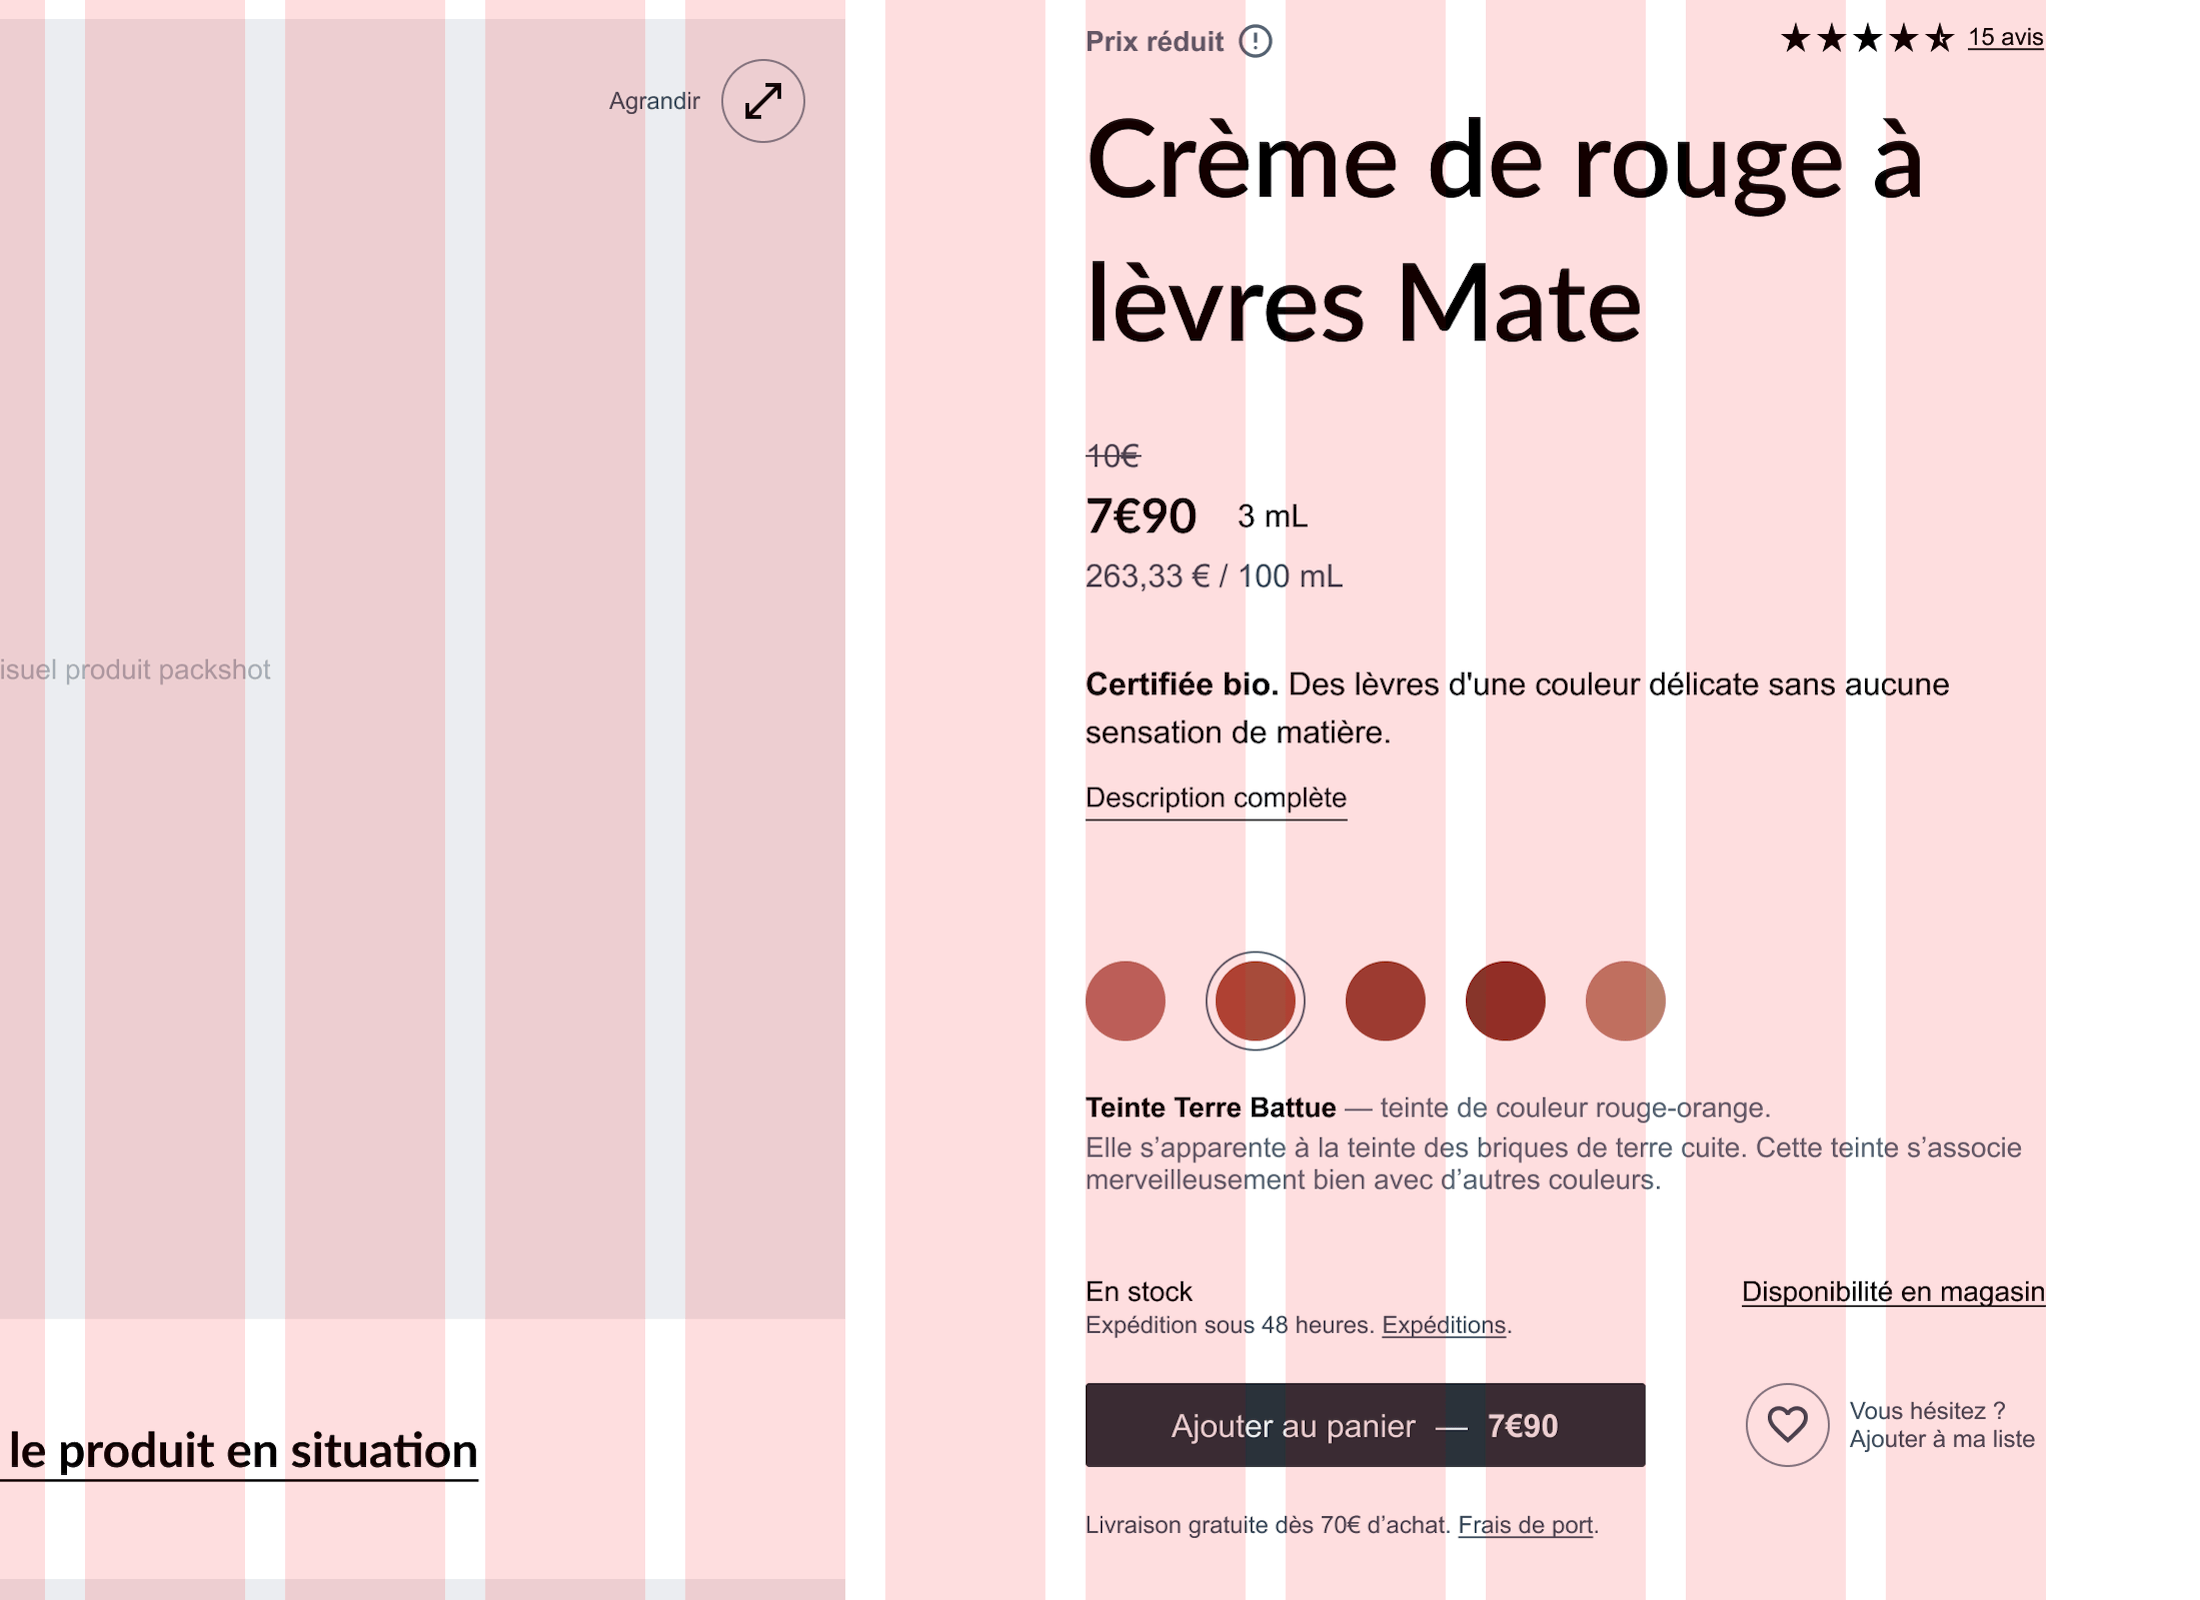 Agrandir
isuel produit packshot
le produit en situation
Prix réduit
15 avis
Crème de rouge à
lèvres Mate
10€
7€90 3 mL
263,33 € / 100 mL
Certifiée bio. Des lèvres d'une couleur délicate sans aucune
sensation de matière.
Description complète
Teinte Terre Battue — teinte de couleur rouge-orange.
Elle s’apparente à la teinte des briques de terre cuite. Cette teinte s’associe
merveilleusement bien avec d’autres couleurs.
En stock
Disponibilité en magasin
Expédition sous 48 heures. Expéditions.
Ajouter au panier — 7€90
Vous hésitez ?
Ajouter à ma liste
Livraison gratuite dès 70€ d’achat. Frais de port.